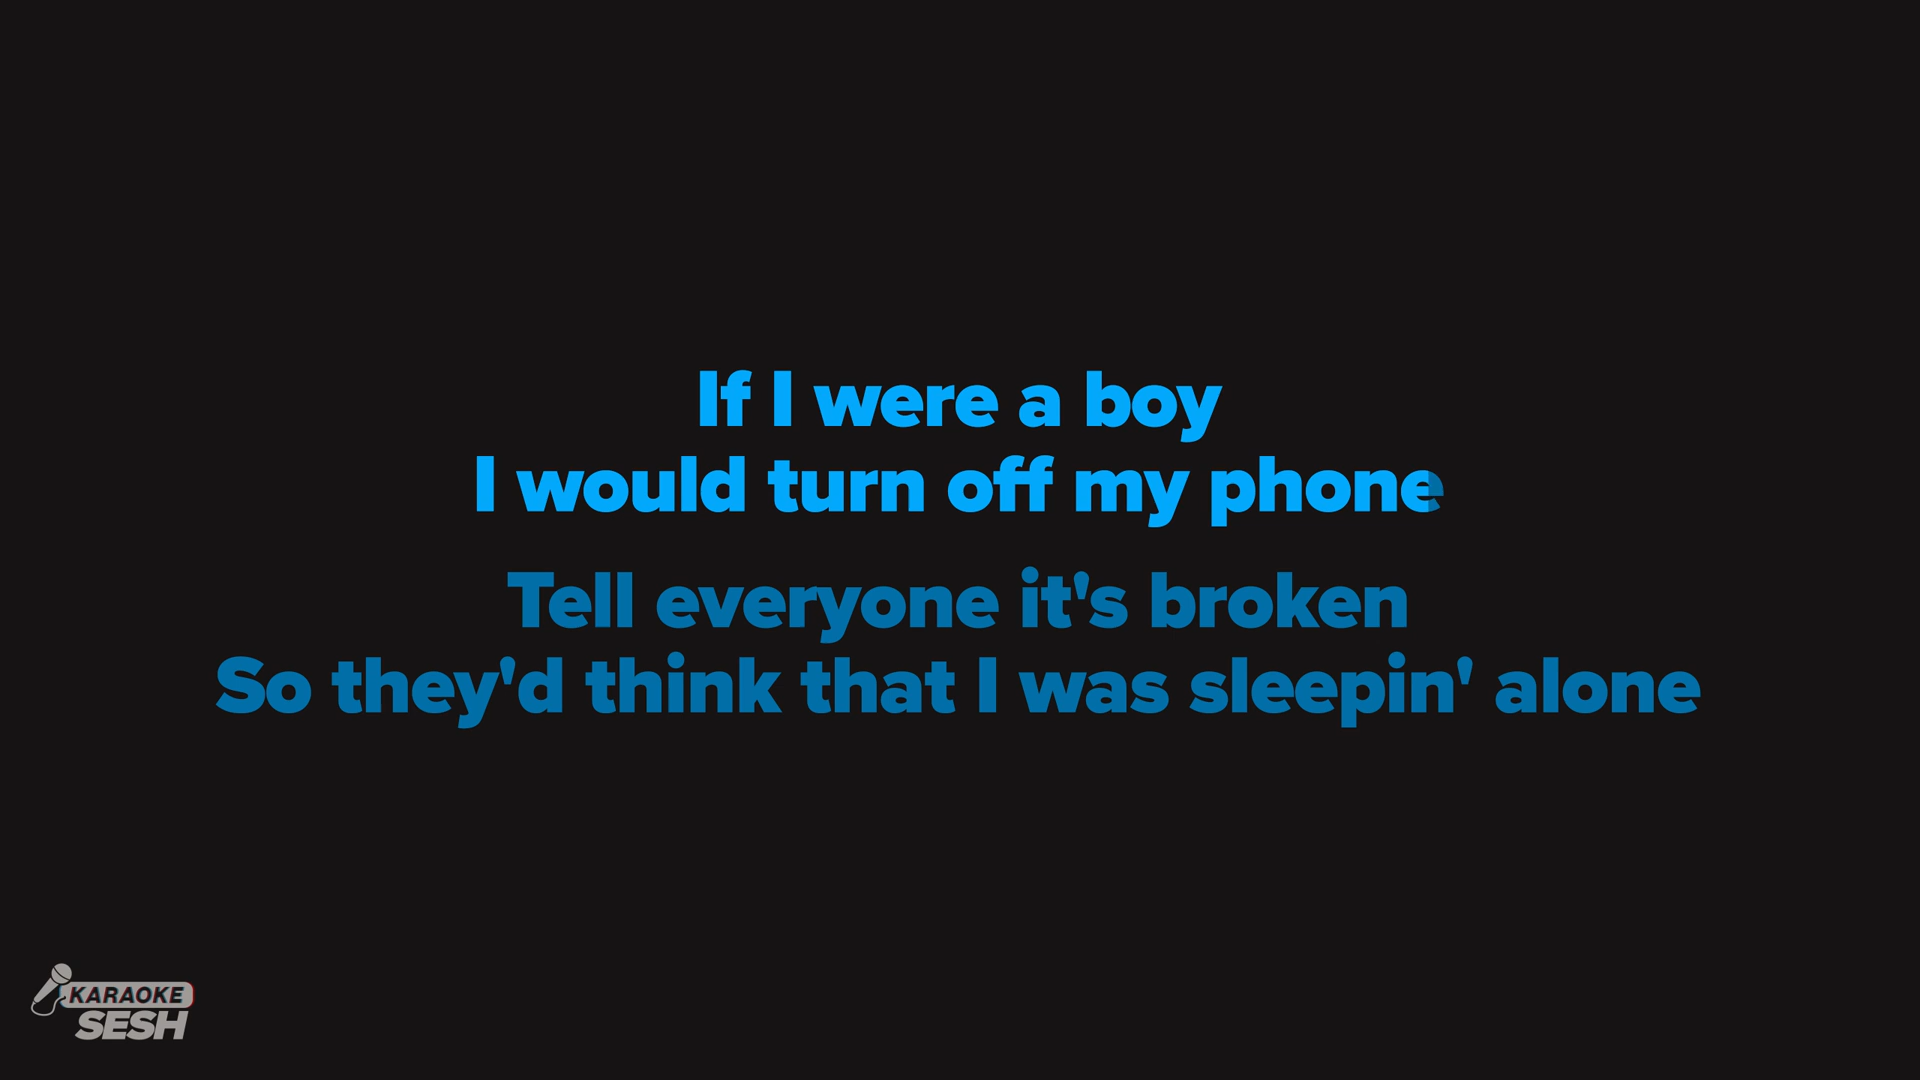 If I were a boy
I would turn off my phone
Tell everyone it's broken
So they'd think that I was sleepin' alone
KARAOKE
SESH